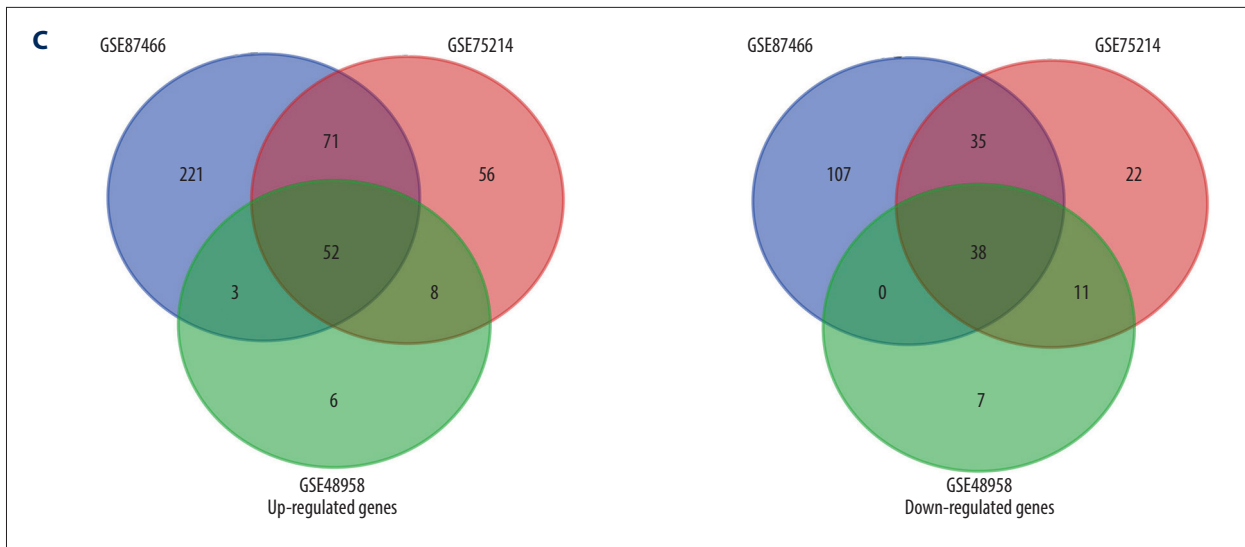 C
GSE87466
GSE75214
71
221
56
52
3
8
6
GSE48958
Up-regulated genes
GSE87466
GSE75214
35
107
22
38
0
11
7
GSE48958
Down-regulated genes